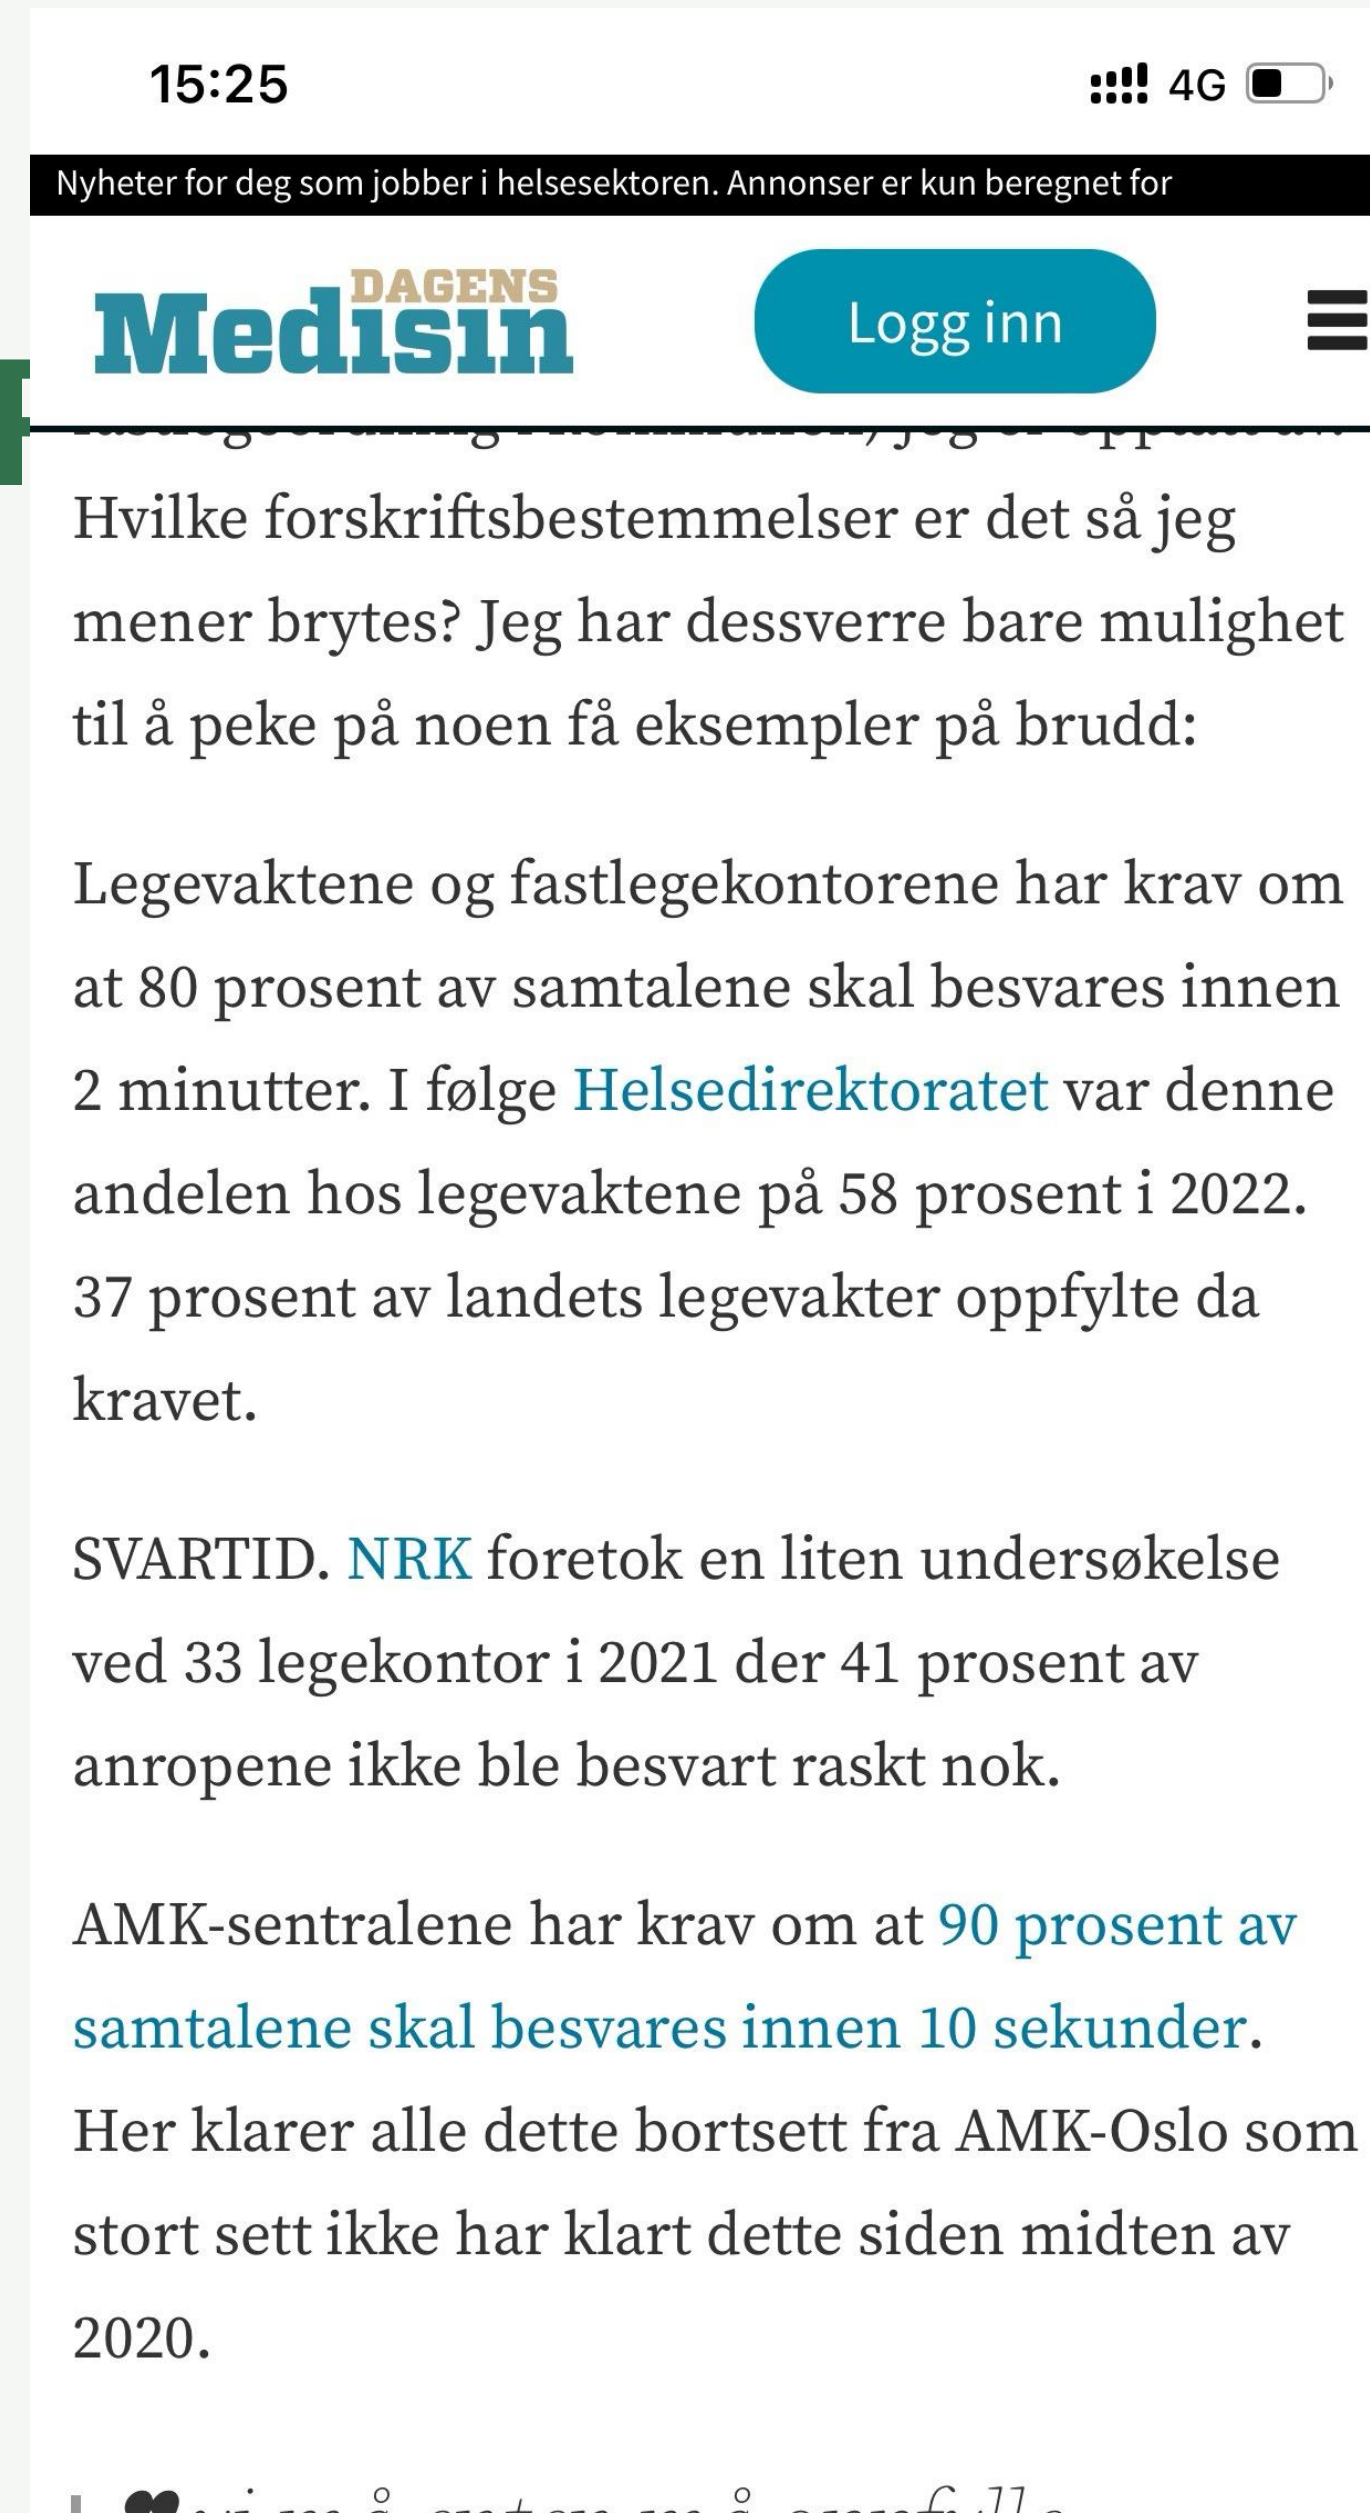 15:25
4G
Nyheter for deg som jobber i helsesektoren. Annonser er kun beregnet for
DAGENS
Medisin
Logg inn
Hvilke forskriftsbestemmelser er det så jeg
mener brytes? Jeg har dessverre bare mulighet
til å peke på noen få eksempler på brudd:
Legevaktene og fastlegekontorene har krav om
at 80 prosent av samtalene skal besvares innen
2 minutter. I følge Helsedirektoratet var denne
andelen hos legevaktene på 58 prosent i 2022.
37 prosent av landets legevakter oppfylte da
kravet.
SVARTID. NRK foretok en liten undersøkelse
ved 33 legekontor i 2021 der 41 prosent av
anropene ikke ble besvart raskt nok.
AMK-sentralene har krav om at 90 prosent av
samtalene skal besvares innen 10 sekunder.
Her klarer alle dette bortsett fra AMK-Oslo som
stort sett ikke har klart dette siden midten av
2020.